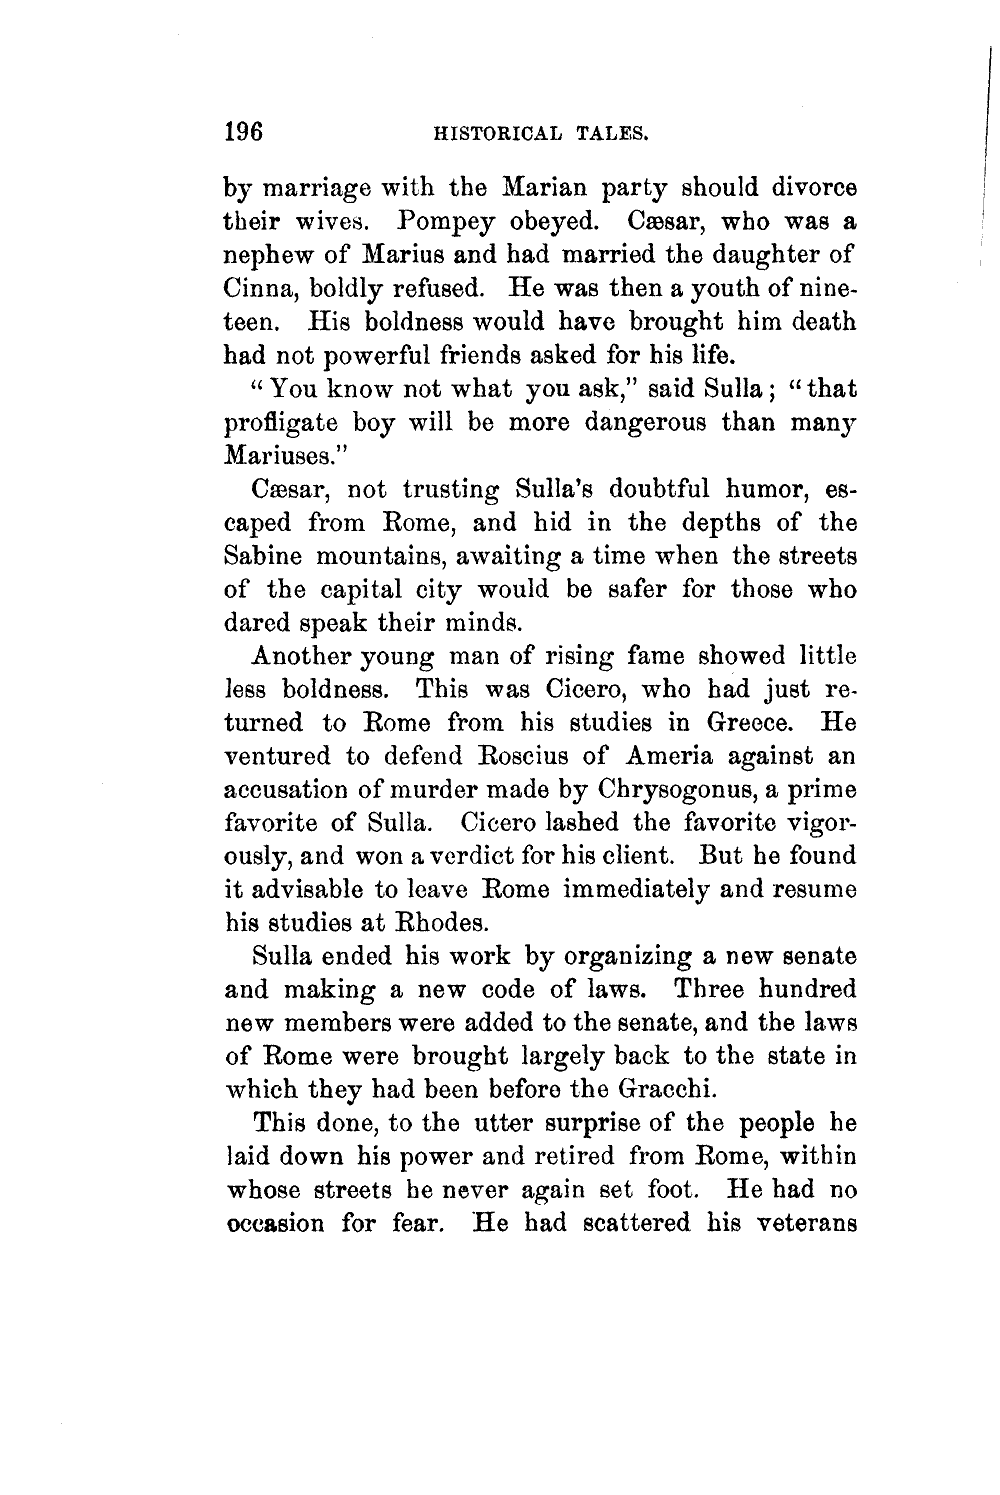 196 HISTORICAL TALES.
by marriage with the Marian party should divorce
their wives. Pompey obeyed. Cæsar, who was a
nephew of Marius and had married the daughter of
Cinna, boldly refused. He was then a youth of nine-
teen. His boldness would have brought him death
had not powerful friends asked for his life.
“You know not what you ask,” said Sulla; “that
profligate boy will be more dangerous than many
Mariuses.”
Cæsar, not trusting Sulla’s doubtful humor, es-
caped from Rome, and hid in the depths of the
Sabine mountains, awaiting a time when the streets
of the capital city would be safer for those who
dared speak their minds.
Another young man of rising fame showed little
less boldness. This was Cicero, who had just re-
turned to Rome from his studies in Greece. He
ventured to defend Roscius of Ameria against an
accusation of murder made by Chrysogonus, a prime
favorite of Sulla. Cicero lashed the favorite vigor-
ously, and won a verdict for his client. But he found
it advisable to leave Rome immediately and resume
his studies at Rhodes.
Sulla ended his work by organizing a new senate
and making a new code of laws. Three hundred
new members were added to the senate, and the laws
of Rome were brought largely back to the state in
which they had been before the Gracchi.
This done, to the utter surprise of the people he
laid down his power and retired from Rome, within
whose streets he never again set foot. He had no
occasion for fear. He had scattered his veterans